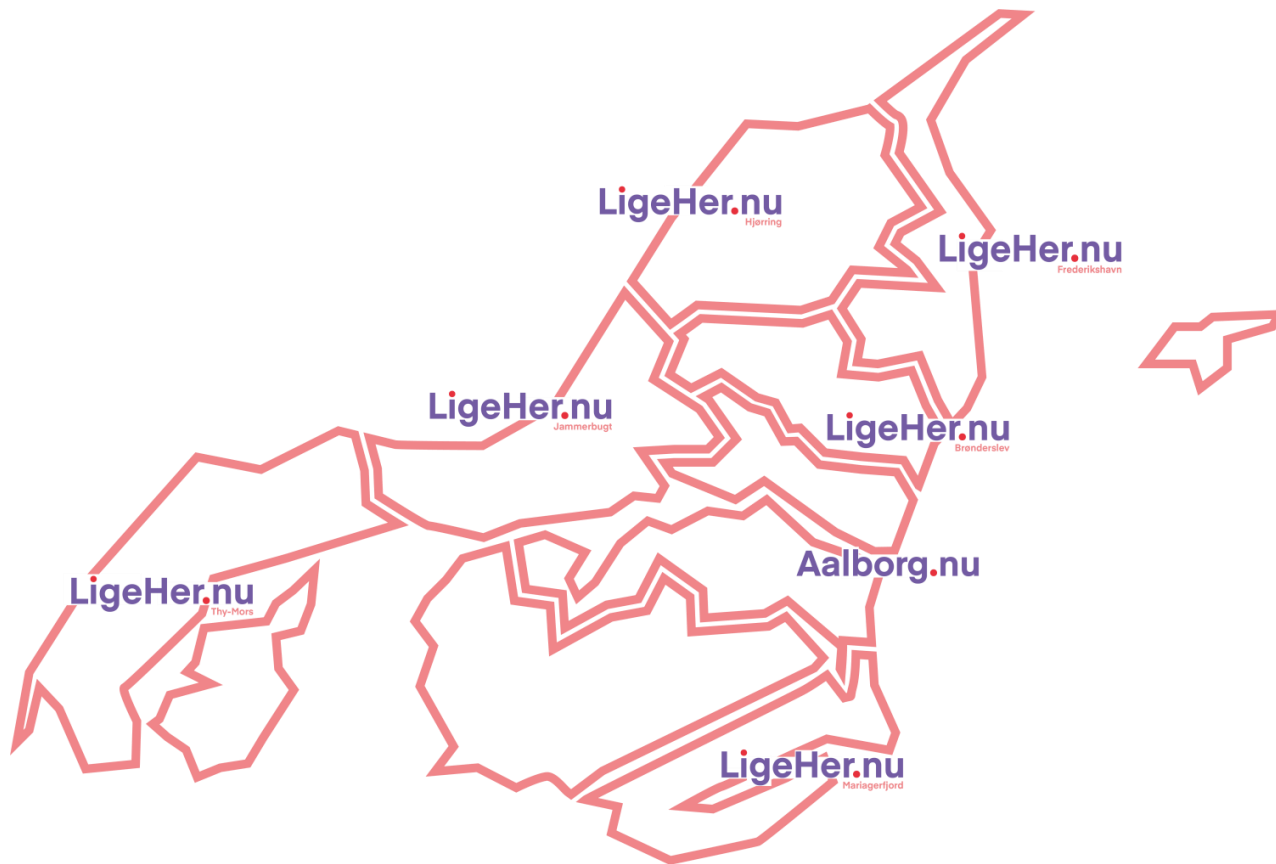 LigeHer.nu
Hjørring
LigeHer.nu
Frederikshavn
LigeHer.nu
Jammerbugt
LigeHer.nu
Brønderslev
Aalborg.nu
LigeHer.nu
Thy-Mors
LigeHer.nu
Mariagerfjord